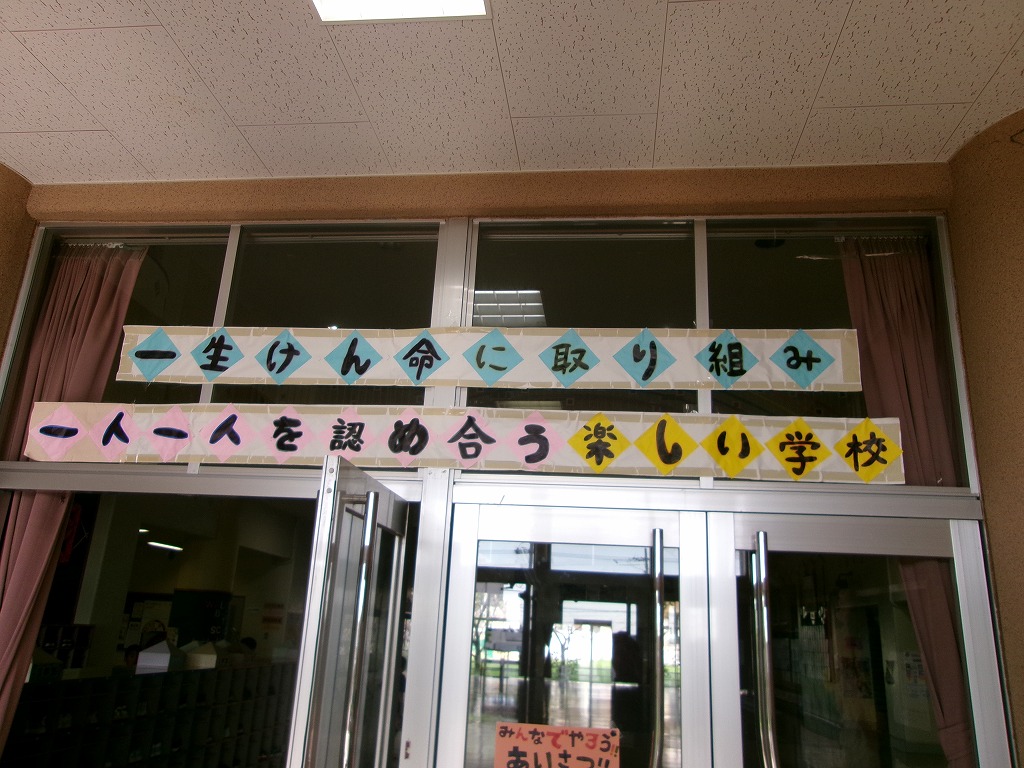 一生けん命に取り組み
一人一人を認め合う楽しい学校
みんなでやろう!!
あいさつ!!